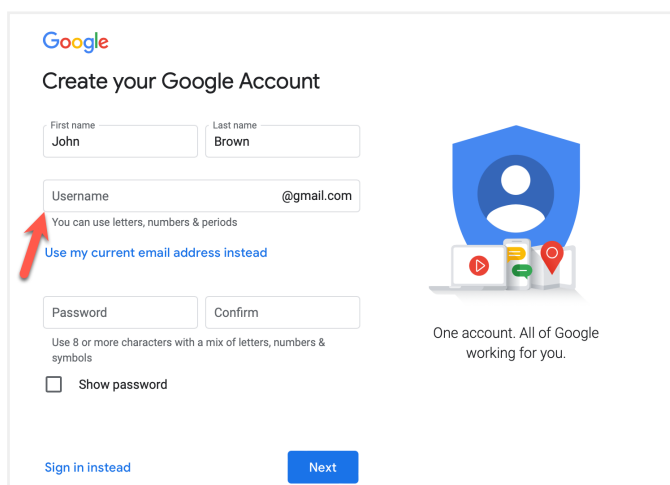 Google
Create your Google Account
First name
John
Last name
Brown
Username
@gmail.com
You can use letters, numbers & periods
Use my current email address instead
Password
Confirm
Use 8 or more characters with a mix of letters, numbers &
symbols
Show password
One account. All of Google
working for you.
Sign in instead
Next